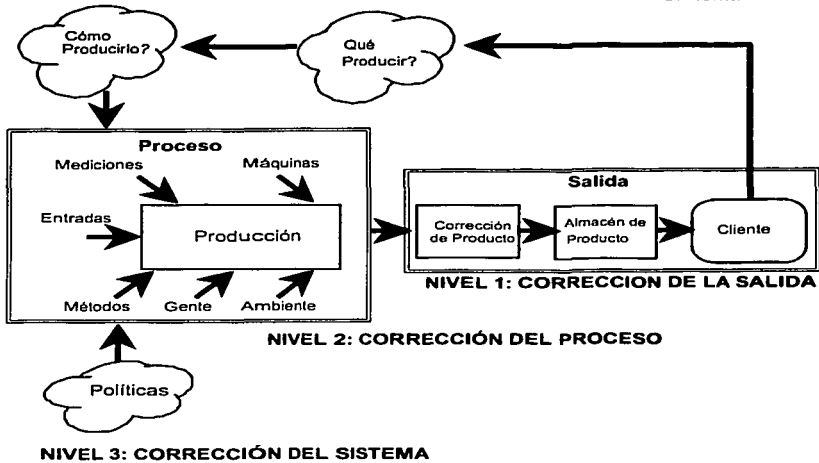 Cómo
Producirlo?
Qué
Producir?
Proceso
Mediciones
Máquinas
Entradas
Producción
Métodos
Gente
Ambiente
Salida
Corrección
de Producto
Almacén de
Producto
Cliente
NIVEL 1: CORRECCION DE LA SALIDA
NIVEL 2: CORRECCIÓN DEL PROCESO
Políticas
NIVEL 3: CORRECCIÓN DEL SISTEMA